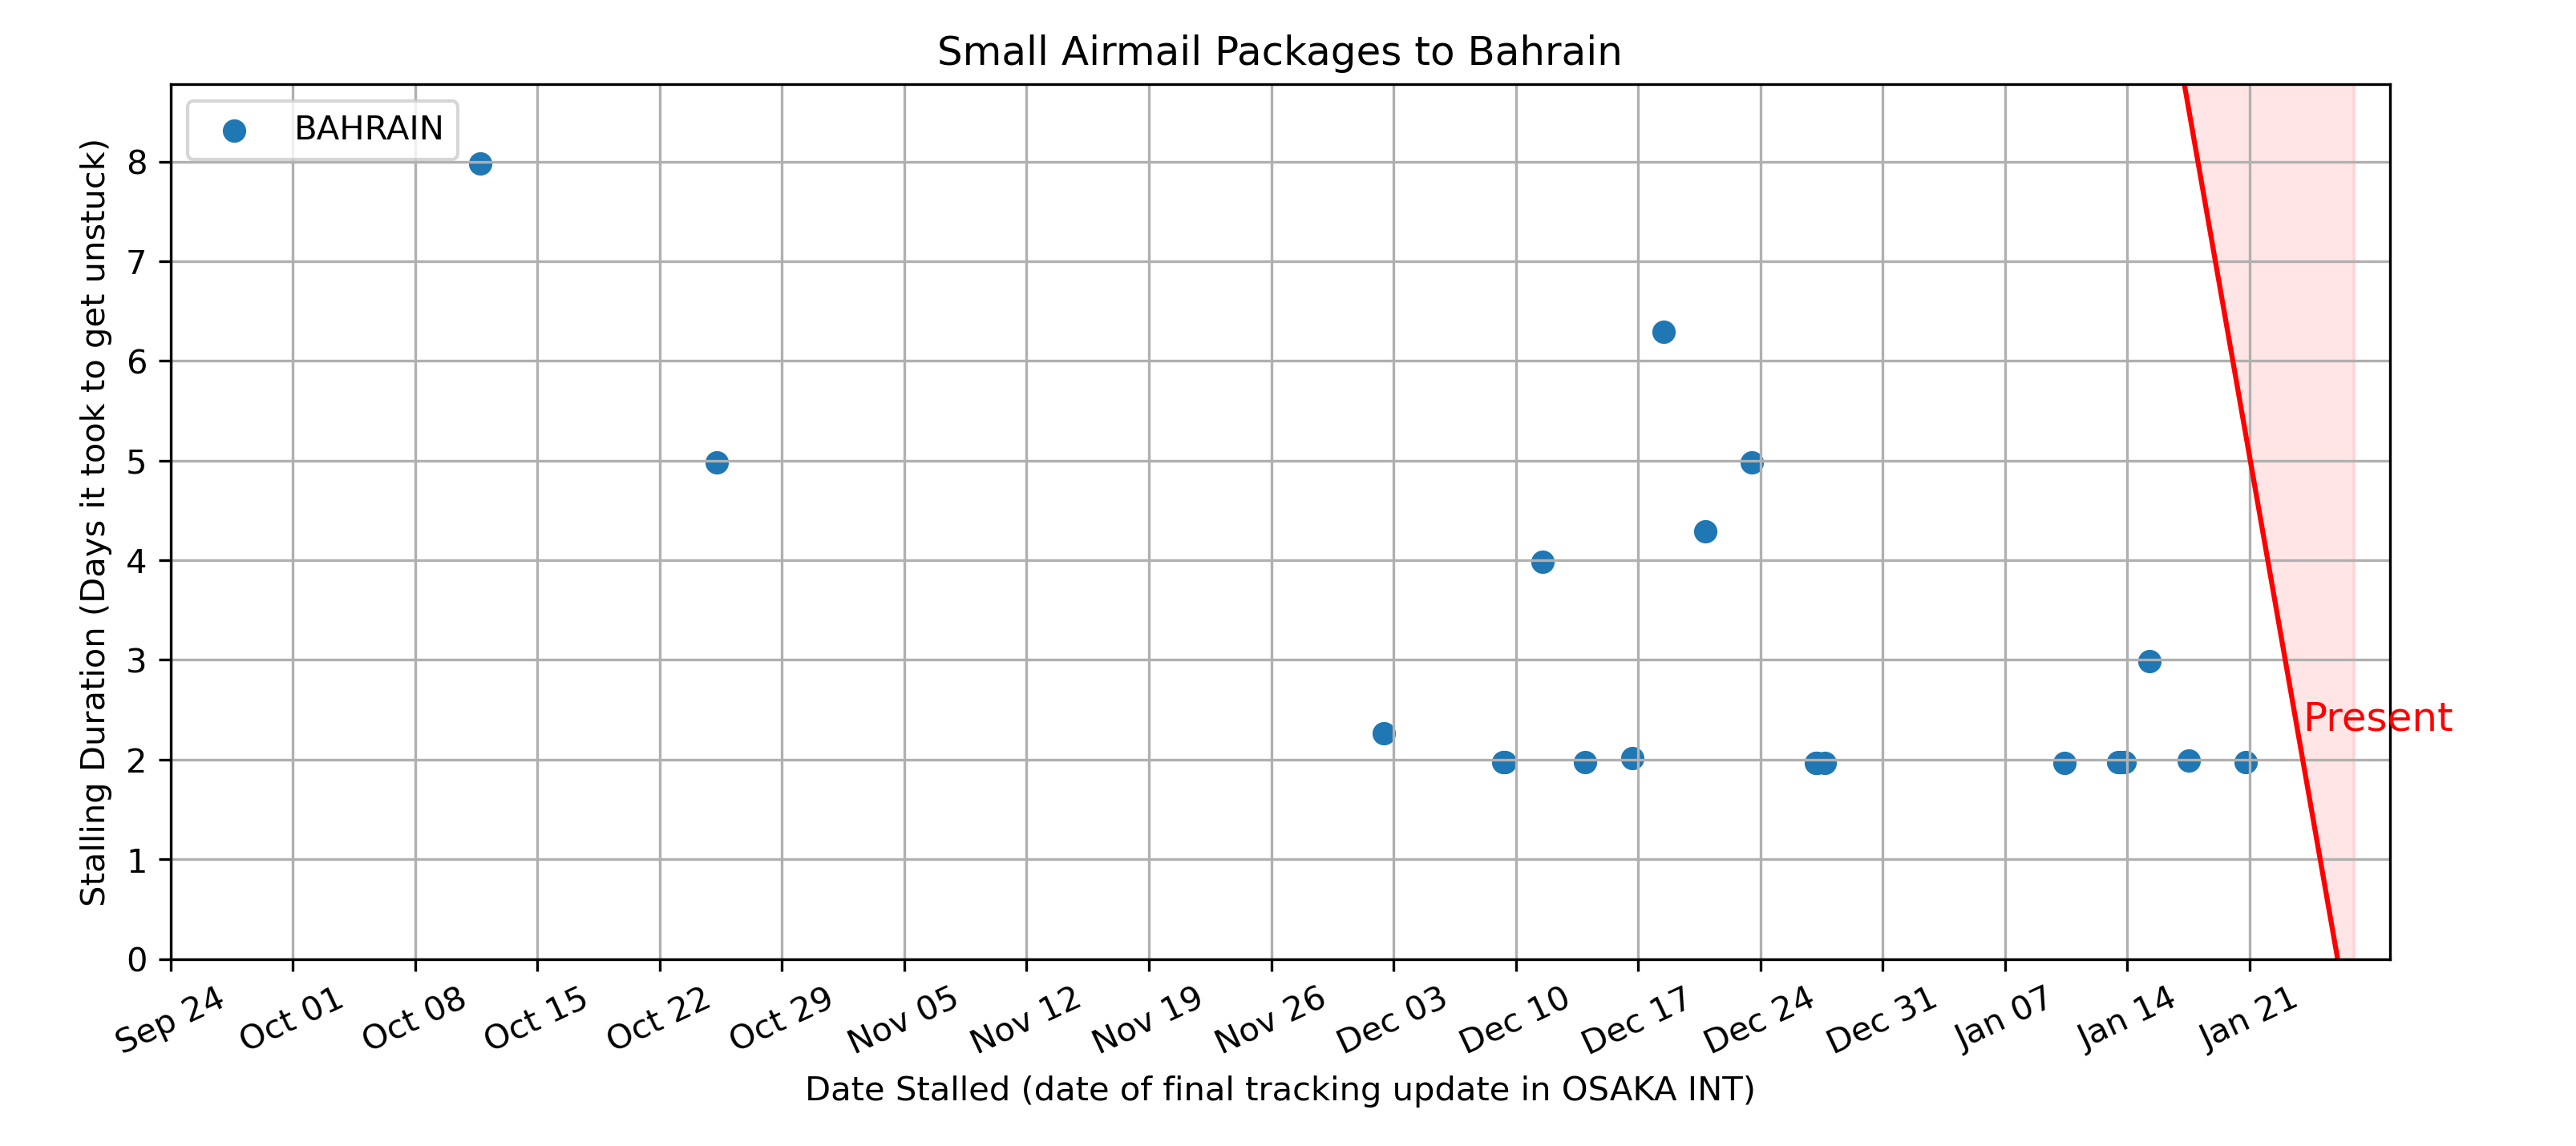 Small Airmail Packages to Bahrain
BAHRAIN
Stalling Duration (Days it took to get unstuck)
8
7
6
5
4
3
2
1
0
Present
Sep 24 Oct 01 Oct 08 Oct 15 Oct 22 Oct 29 Nov 05 Nov 12 Nov 19 Nov 26 Dec 03 Dec 10 Dec 17 Dec 24 Dec 31 Jan 07 Jan 14 Jan 21
Date Stalled (date of final tracking update in OSAKA INT)